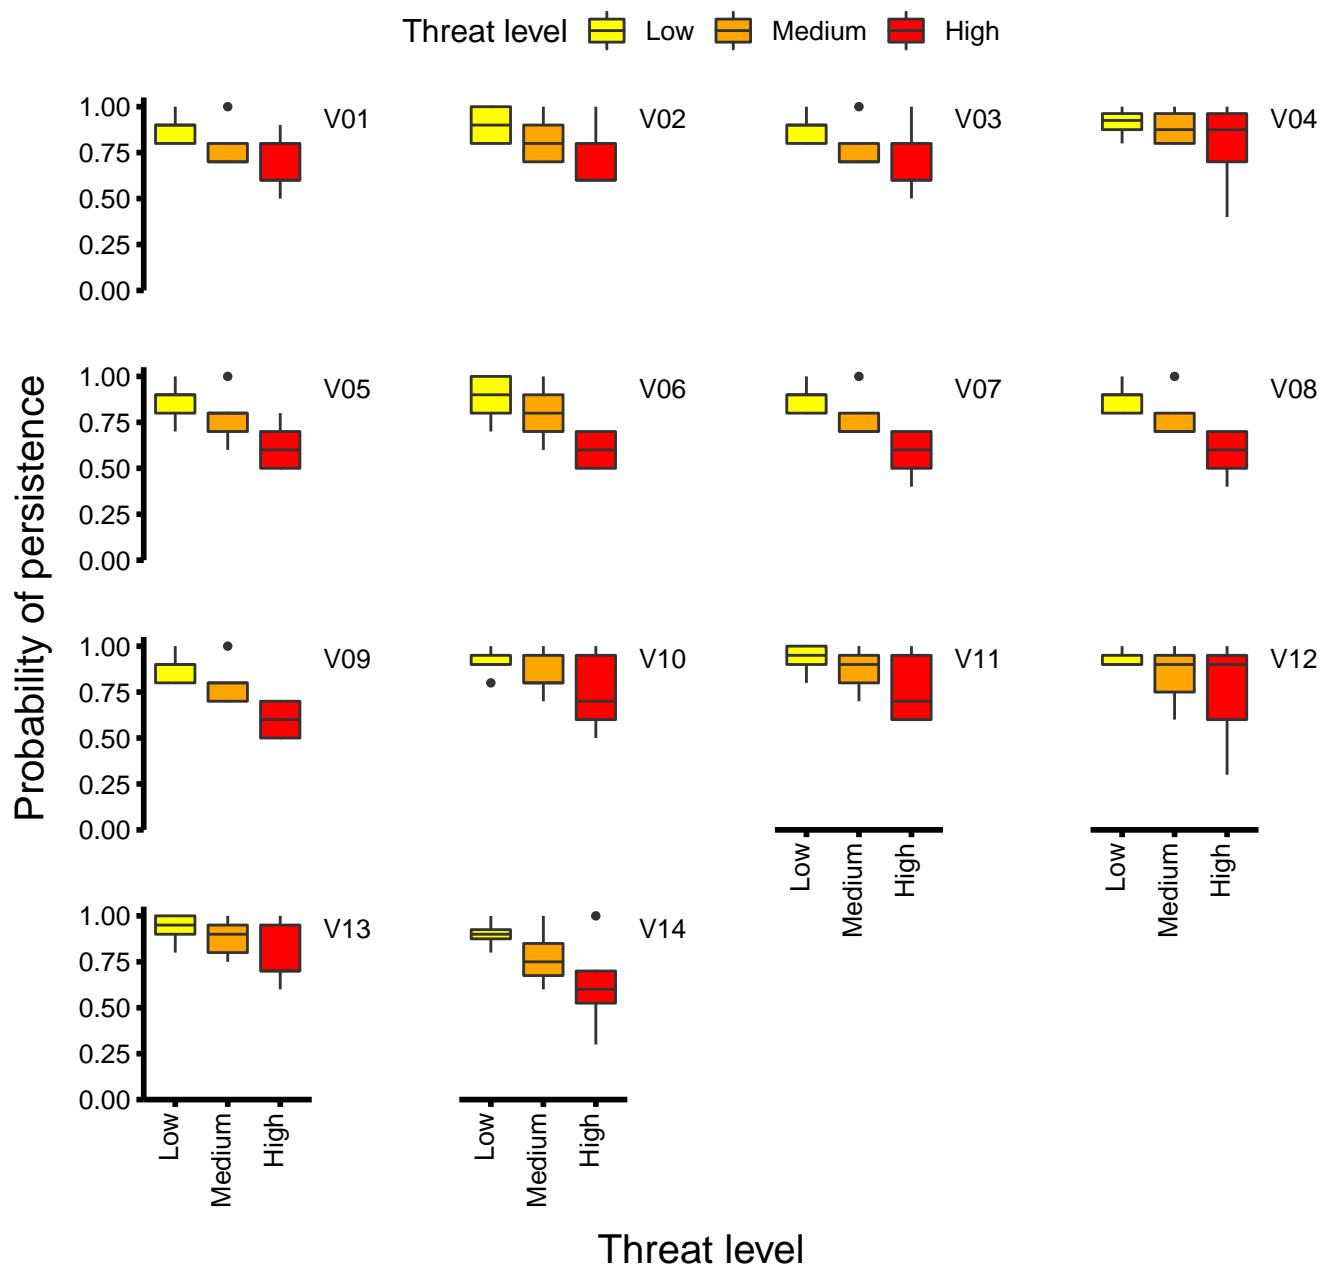 Threat level Low Medium High
1.00 V01 V02 V03 V04
0.75
0.50
0.25
0.00
1.00 V05 V06 V07 V08
0.75
0.50
0.25
0.00
Probability of persistence
1.00 V09 V10 V11 V12
0.75
0.50
0.25
0.00
Low Medium High Low Medium High
1.00 V13 V14
0.75
0.50
0.25
0.00
Low Medium High Low Medium High
Threat level